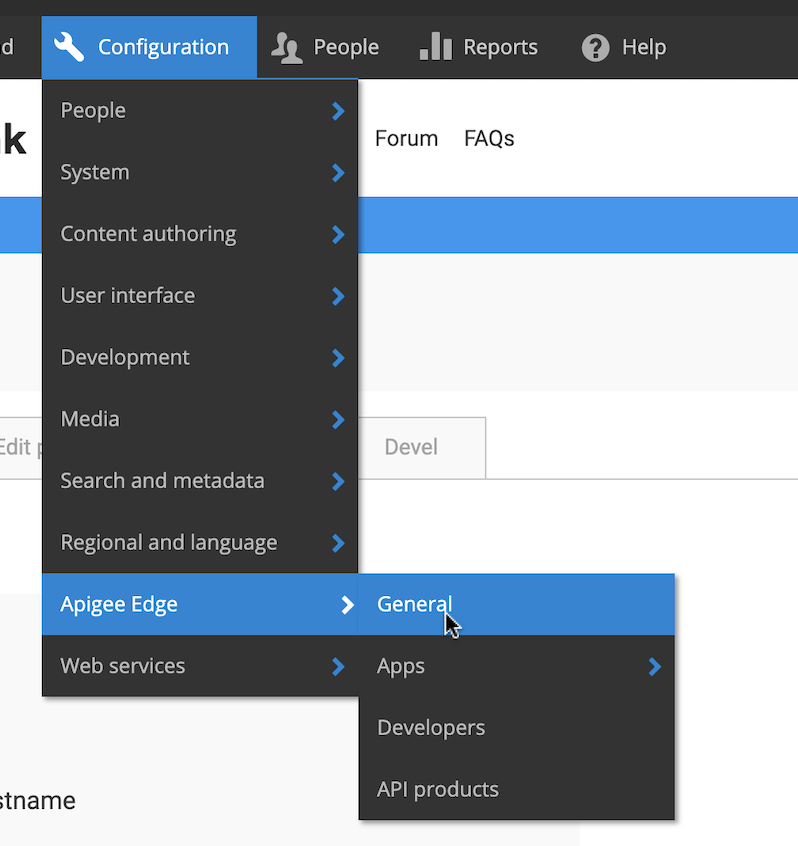 d Configuration People Reports Help
k Forum FAQs
People
System
Content authoring
User interface
Development
Media
Edit p Devel
Search and metadata
Regional and language
Apigee Edge
Web services
General
Apps
Developers
API products
stname